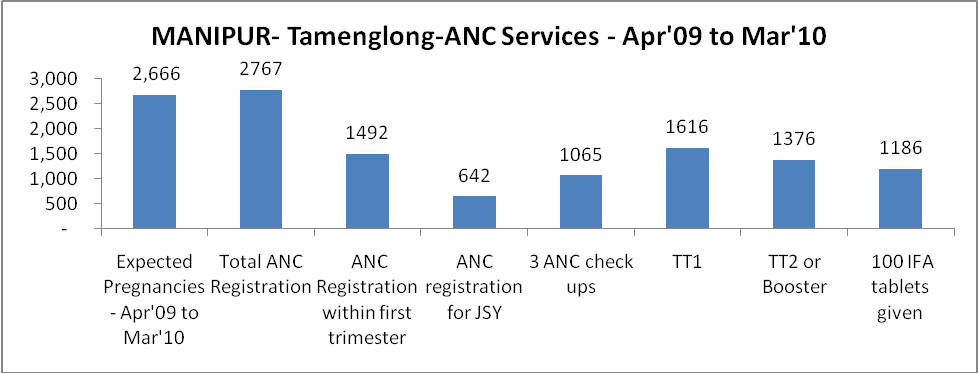 MANIPUR- Tamenglong-ANC Services - Apr'09 to Mar'10
3,000
2,500
2,000
1,500
1,000
500
-
2,666
2767
1492
642
1065
1616
1376
1186
Expected
Pregnancies
- Apr'09 to
Mar'10
Total ANC
Registration
ANC
Registration
within first
trimester
ANC
registration
for JSY
3 ANC check
ups
TT1
TT2 or
Booster
100 IFA
tablets
given